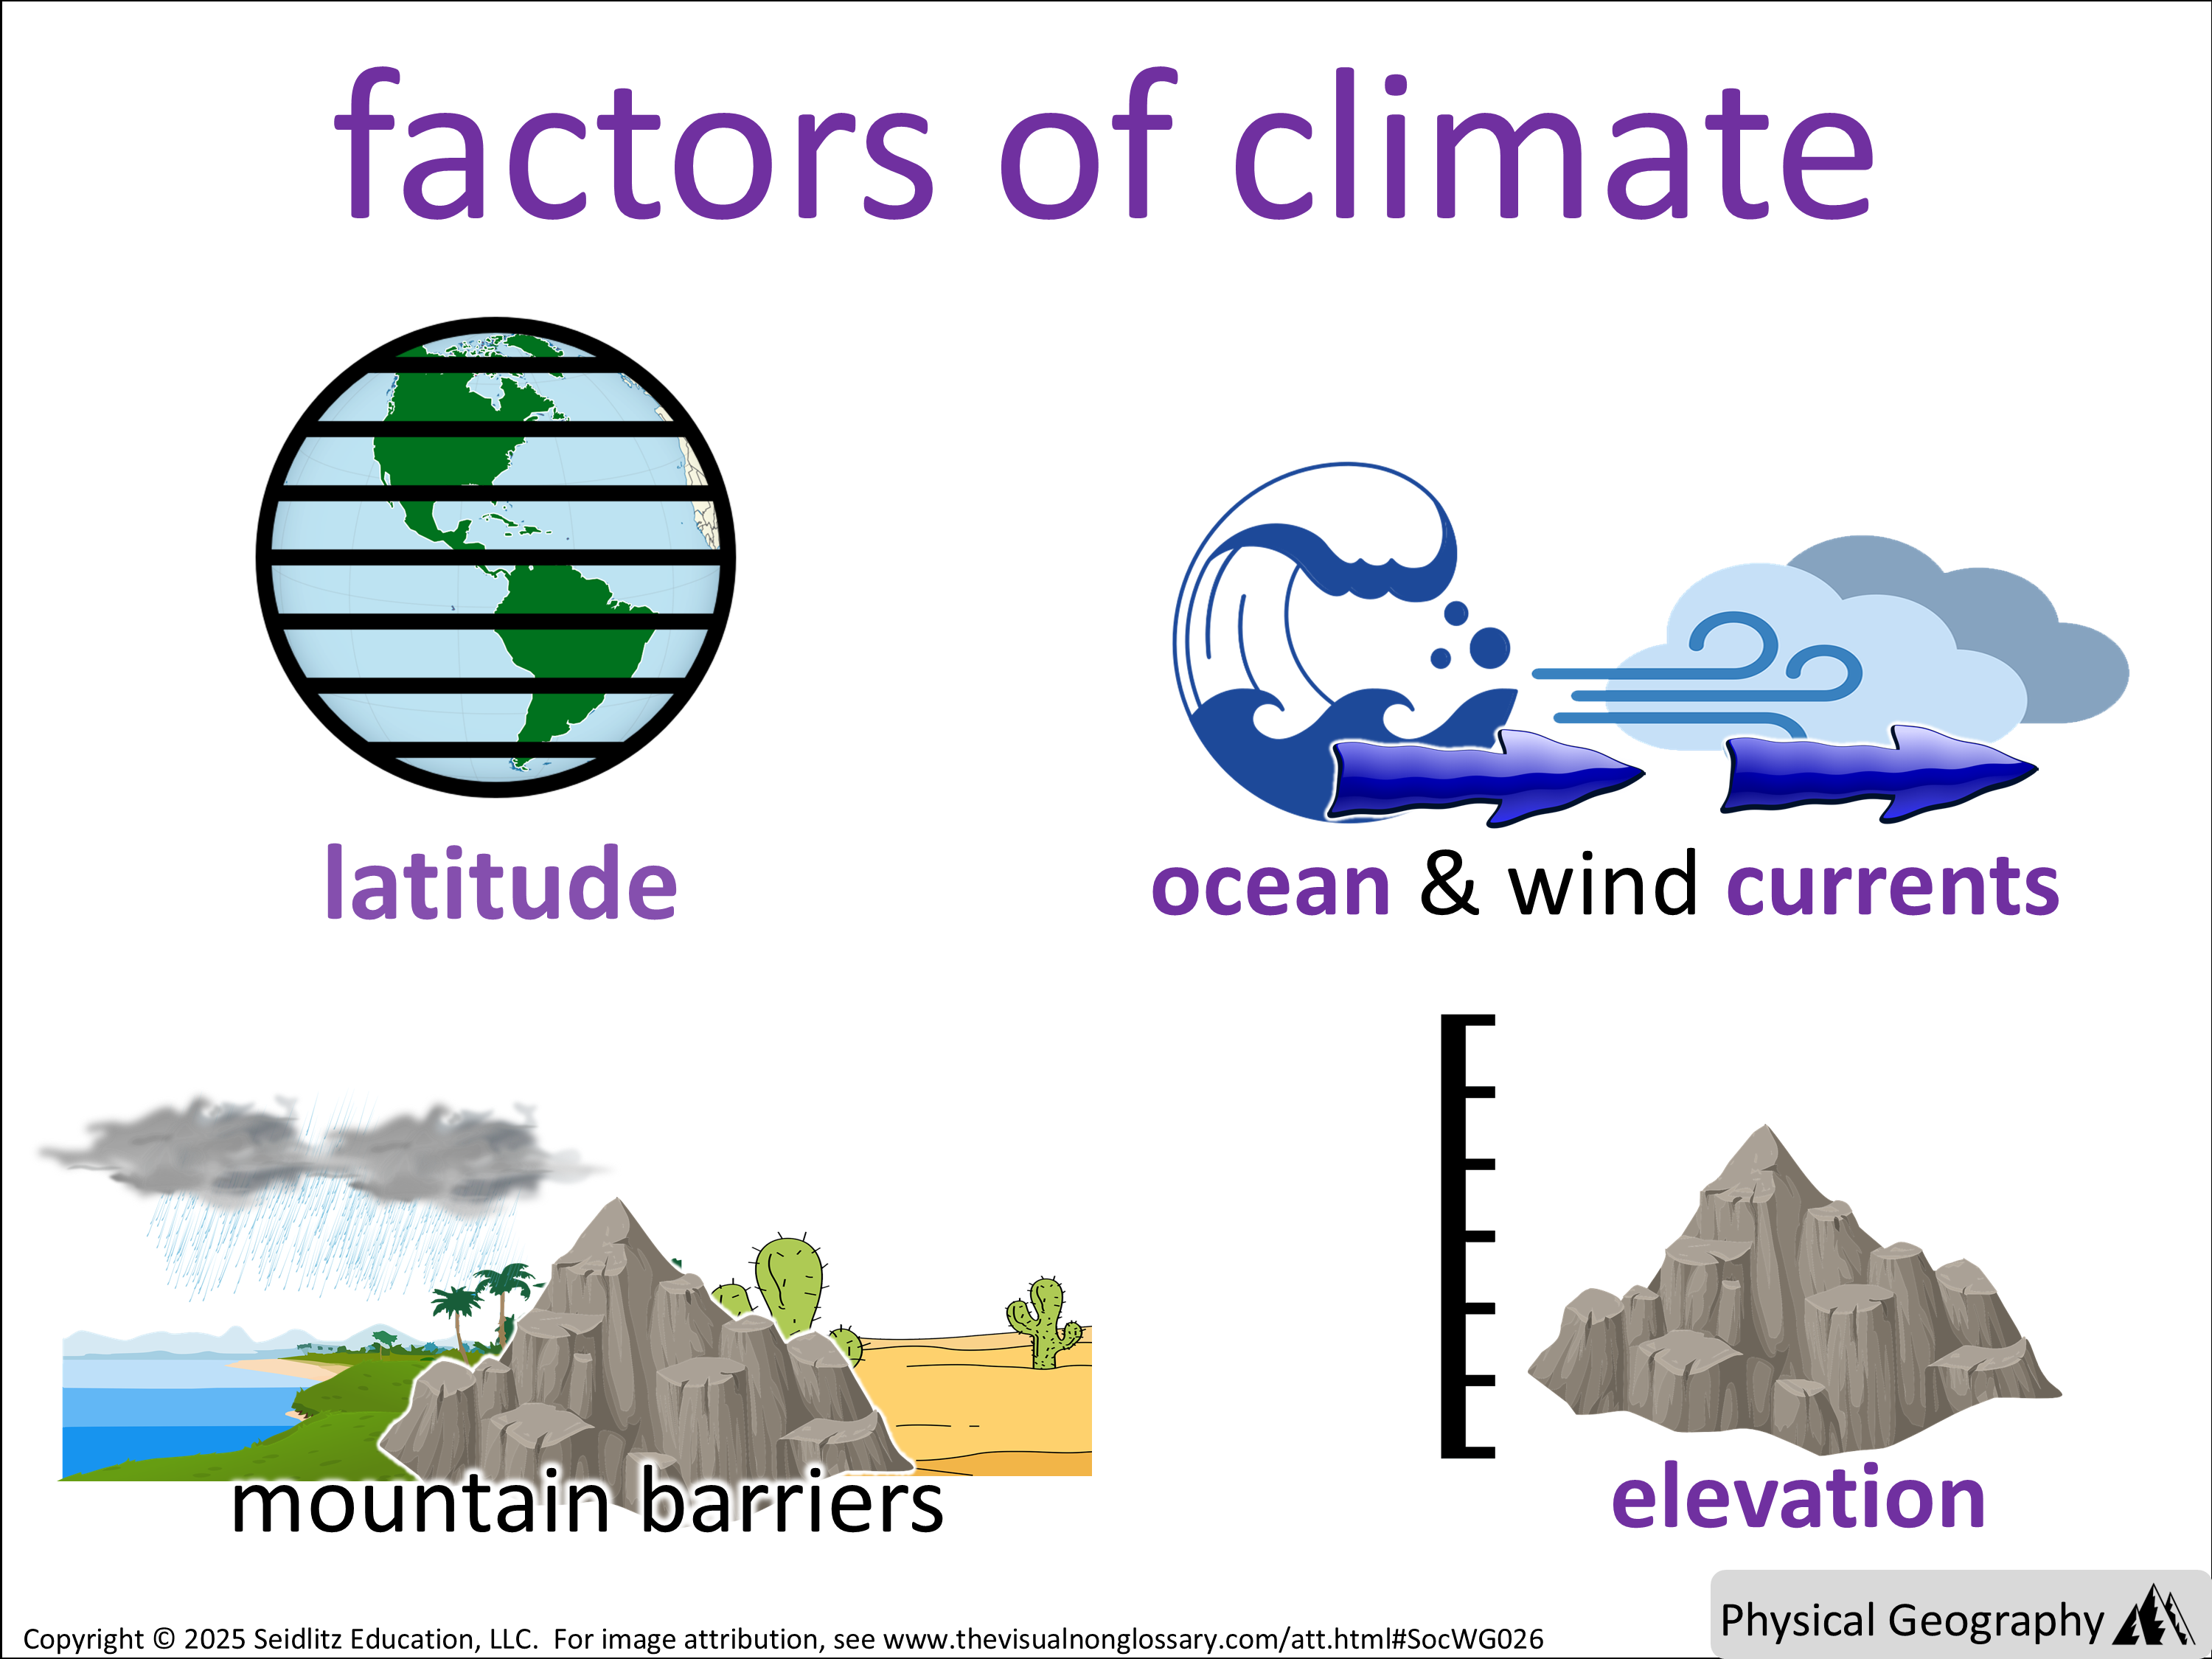 factors of climate
latitude
ocean & wind currents
mountain barriers
elevation
Physical Geography
Copyright © 2025 Seidlitz Education, LLC.  For image attribution, see www.thevisualnonglossary.com/att.html#SocWG026